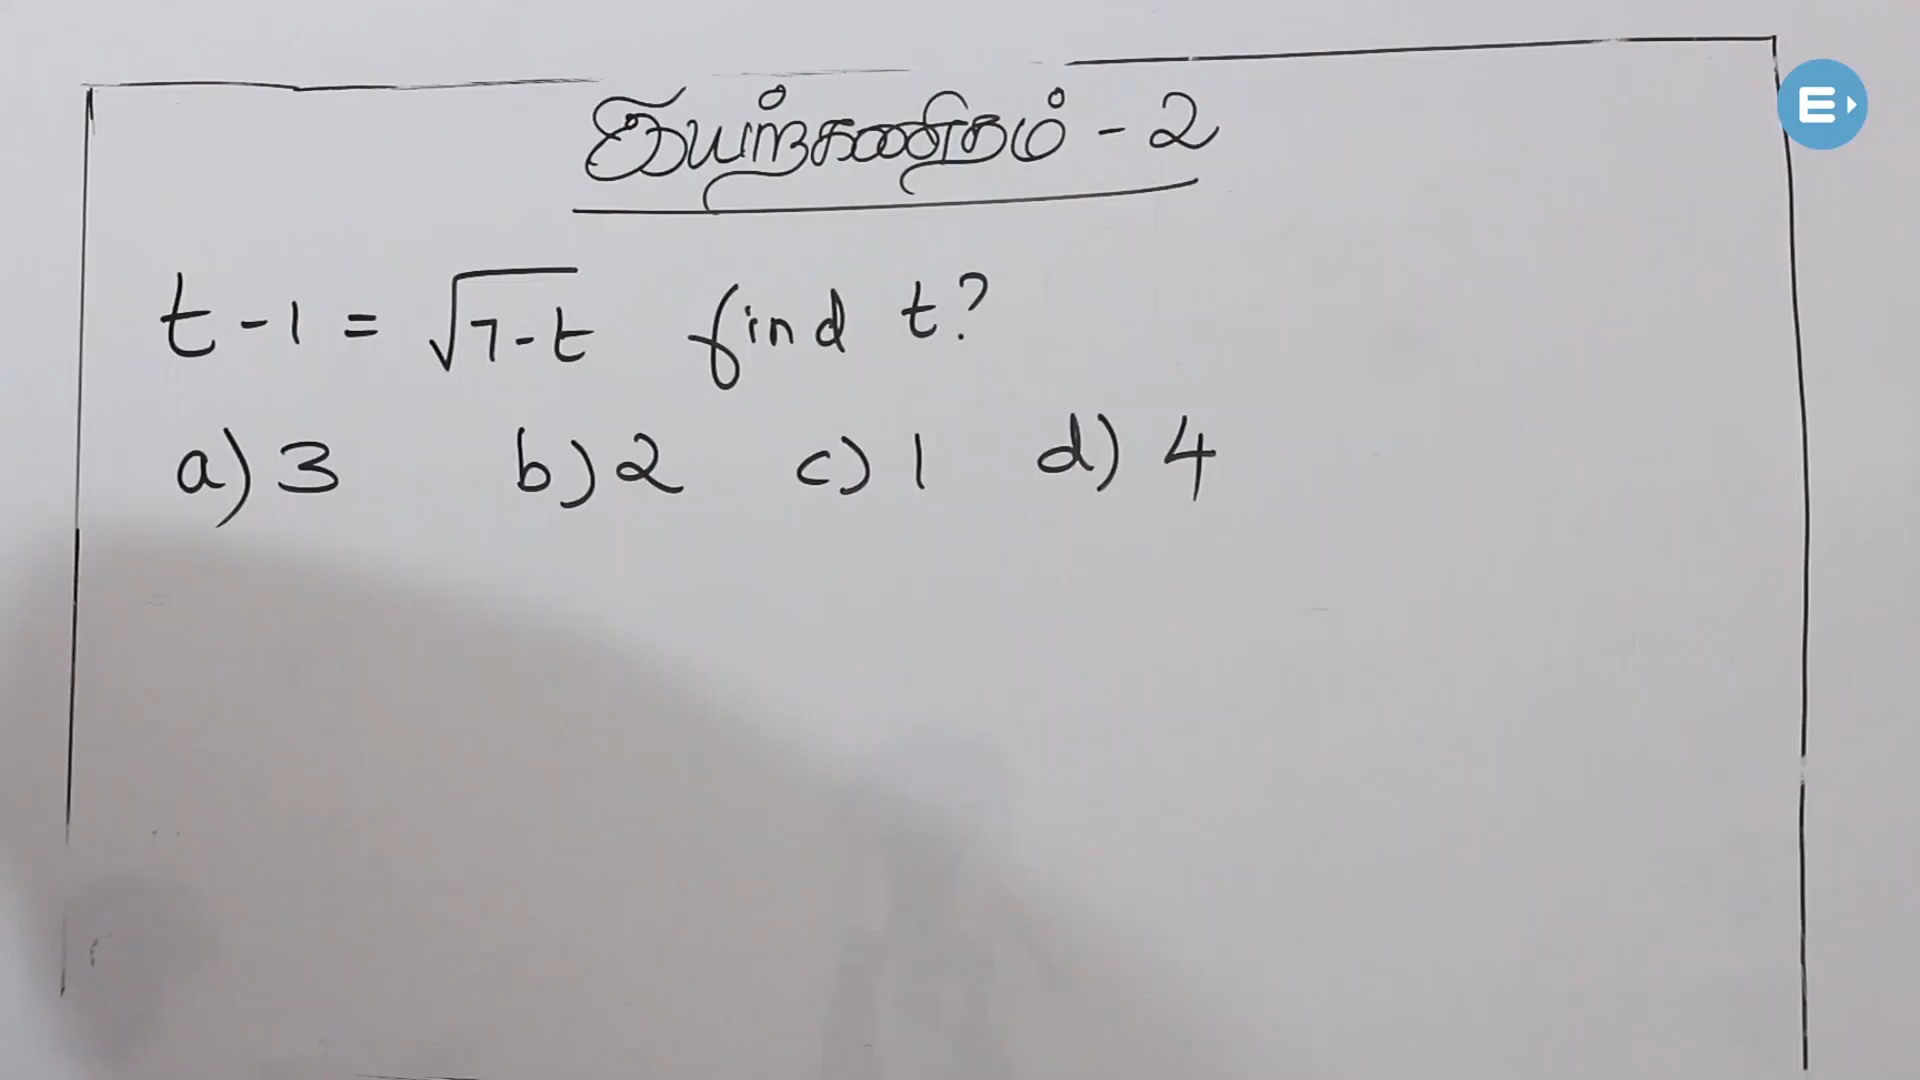 இயற்கணிதம் - 2
t - 1 = √7-t find t?
a) 3 b) 2 c) 1 d) 4
E